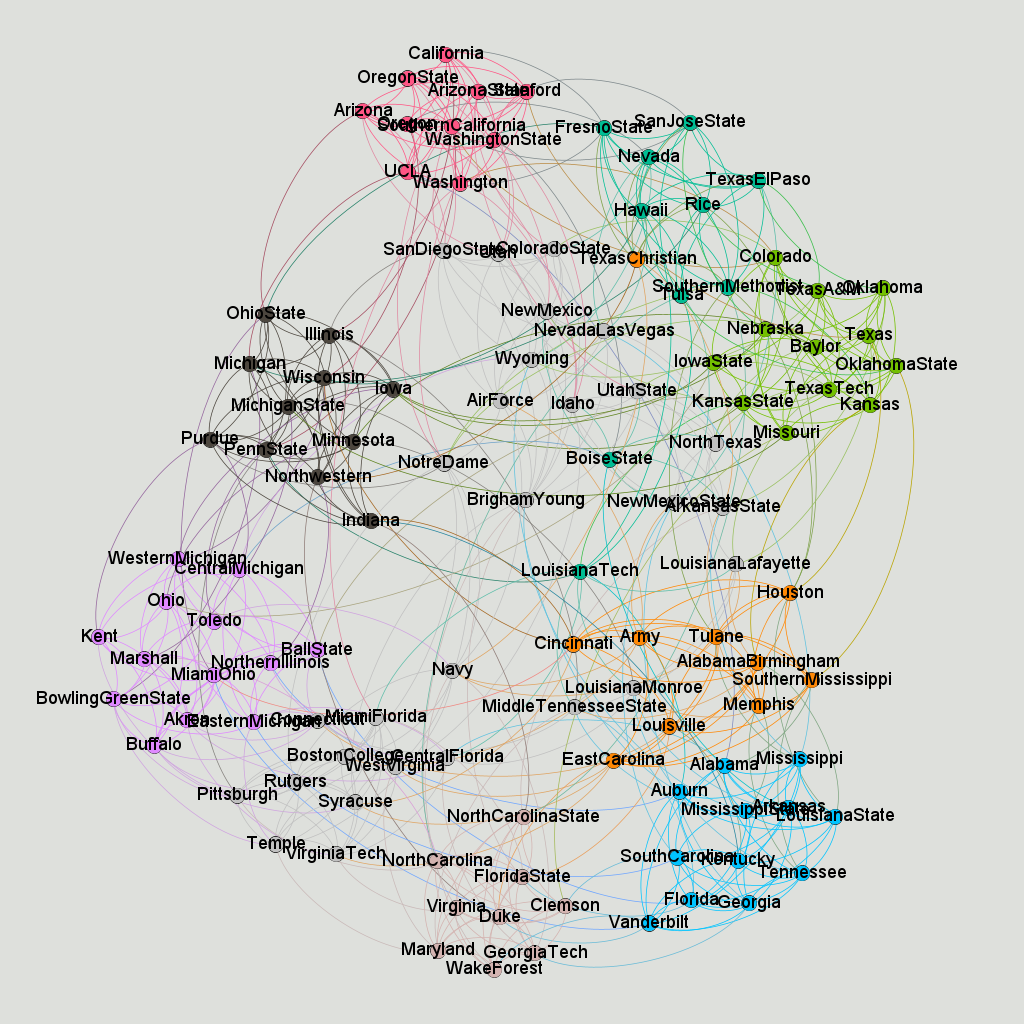 California
OregonState
ArizonaState
Stanford
Arizona
Oregon
SouthernCalifornia
WashingtonState
FresnoState
SanJoseState
Nevada
UCLA
Washington
TexasElPaso
Hawaii
Rice
SanDiegoState
Utah
ColoradoState
TexasChristian
Colorado
SouthernMethodist
Tulsa
TexasA&M
Oklahoma
OhioState
NewMexico
NevadaLasVegas
Nebraska
Illinois
Texas
Baylor
Michigan
Wyoming
IowaState
OklahomaState
Wisconsin
Iowa
UtahState
TexasTech
MichiganState
AirForce
Idaho
KansasState
Kansas
Purdue
PennState
Minnesota
NorthTexas
Missouri
NotreDame
BoiseState
Northwestern
BrighamYoung
NewMexicoState
ArkansasState
Indiana
WesternMichigan
CentralMichigan
LouisianaTech
LouisianaLafayette
Houston
Ohio
Toledo
Kent
Cincinnati
Army
Tulane
Marshall
NorthernIllinois
BallState
MiamiOhio
Navy
AlabamaBirmingham
SouthernMississippi
LouisianaMonroe
BowlingGreenState
MiddleTennesseeState
Memphis
Akron
EasternMichigan
Connecticut
MiamiFlorida
Louisville
Buffalo
BostonCollege
CentralFlorida
WestVirginia
EastCarolina
Alabama
Mississippi
Rutgers
Pittsburgh
Syracuse
Auburn
MississippiState
Arkansas
LouisianaState
NorthCarolinaState
Temple
VirginiaTech
NorthCarolina
SouthCarolina
Kentucky
Tennessee
FloridaState
Virginia
Duke
Clemson
Florida
Georgia
Vanderbilt
Maryland
GeorgiaTech
WakeForest